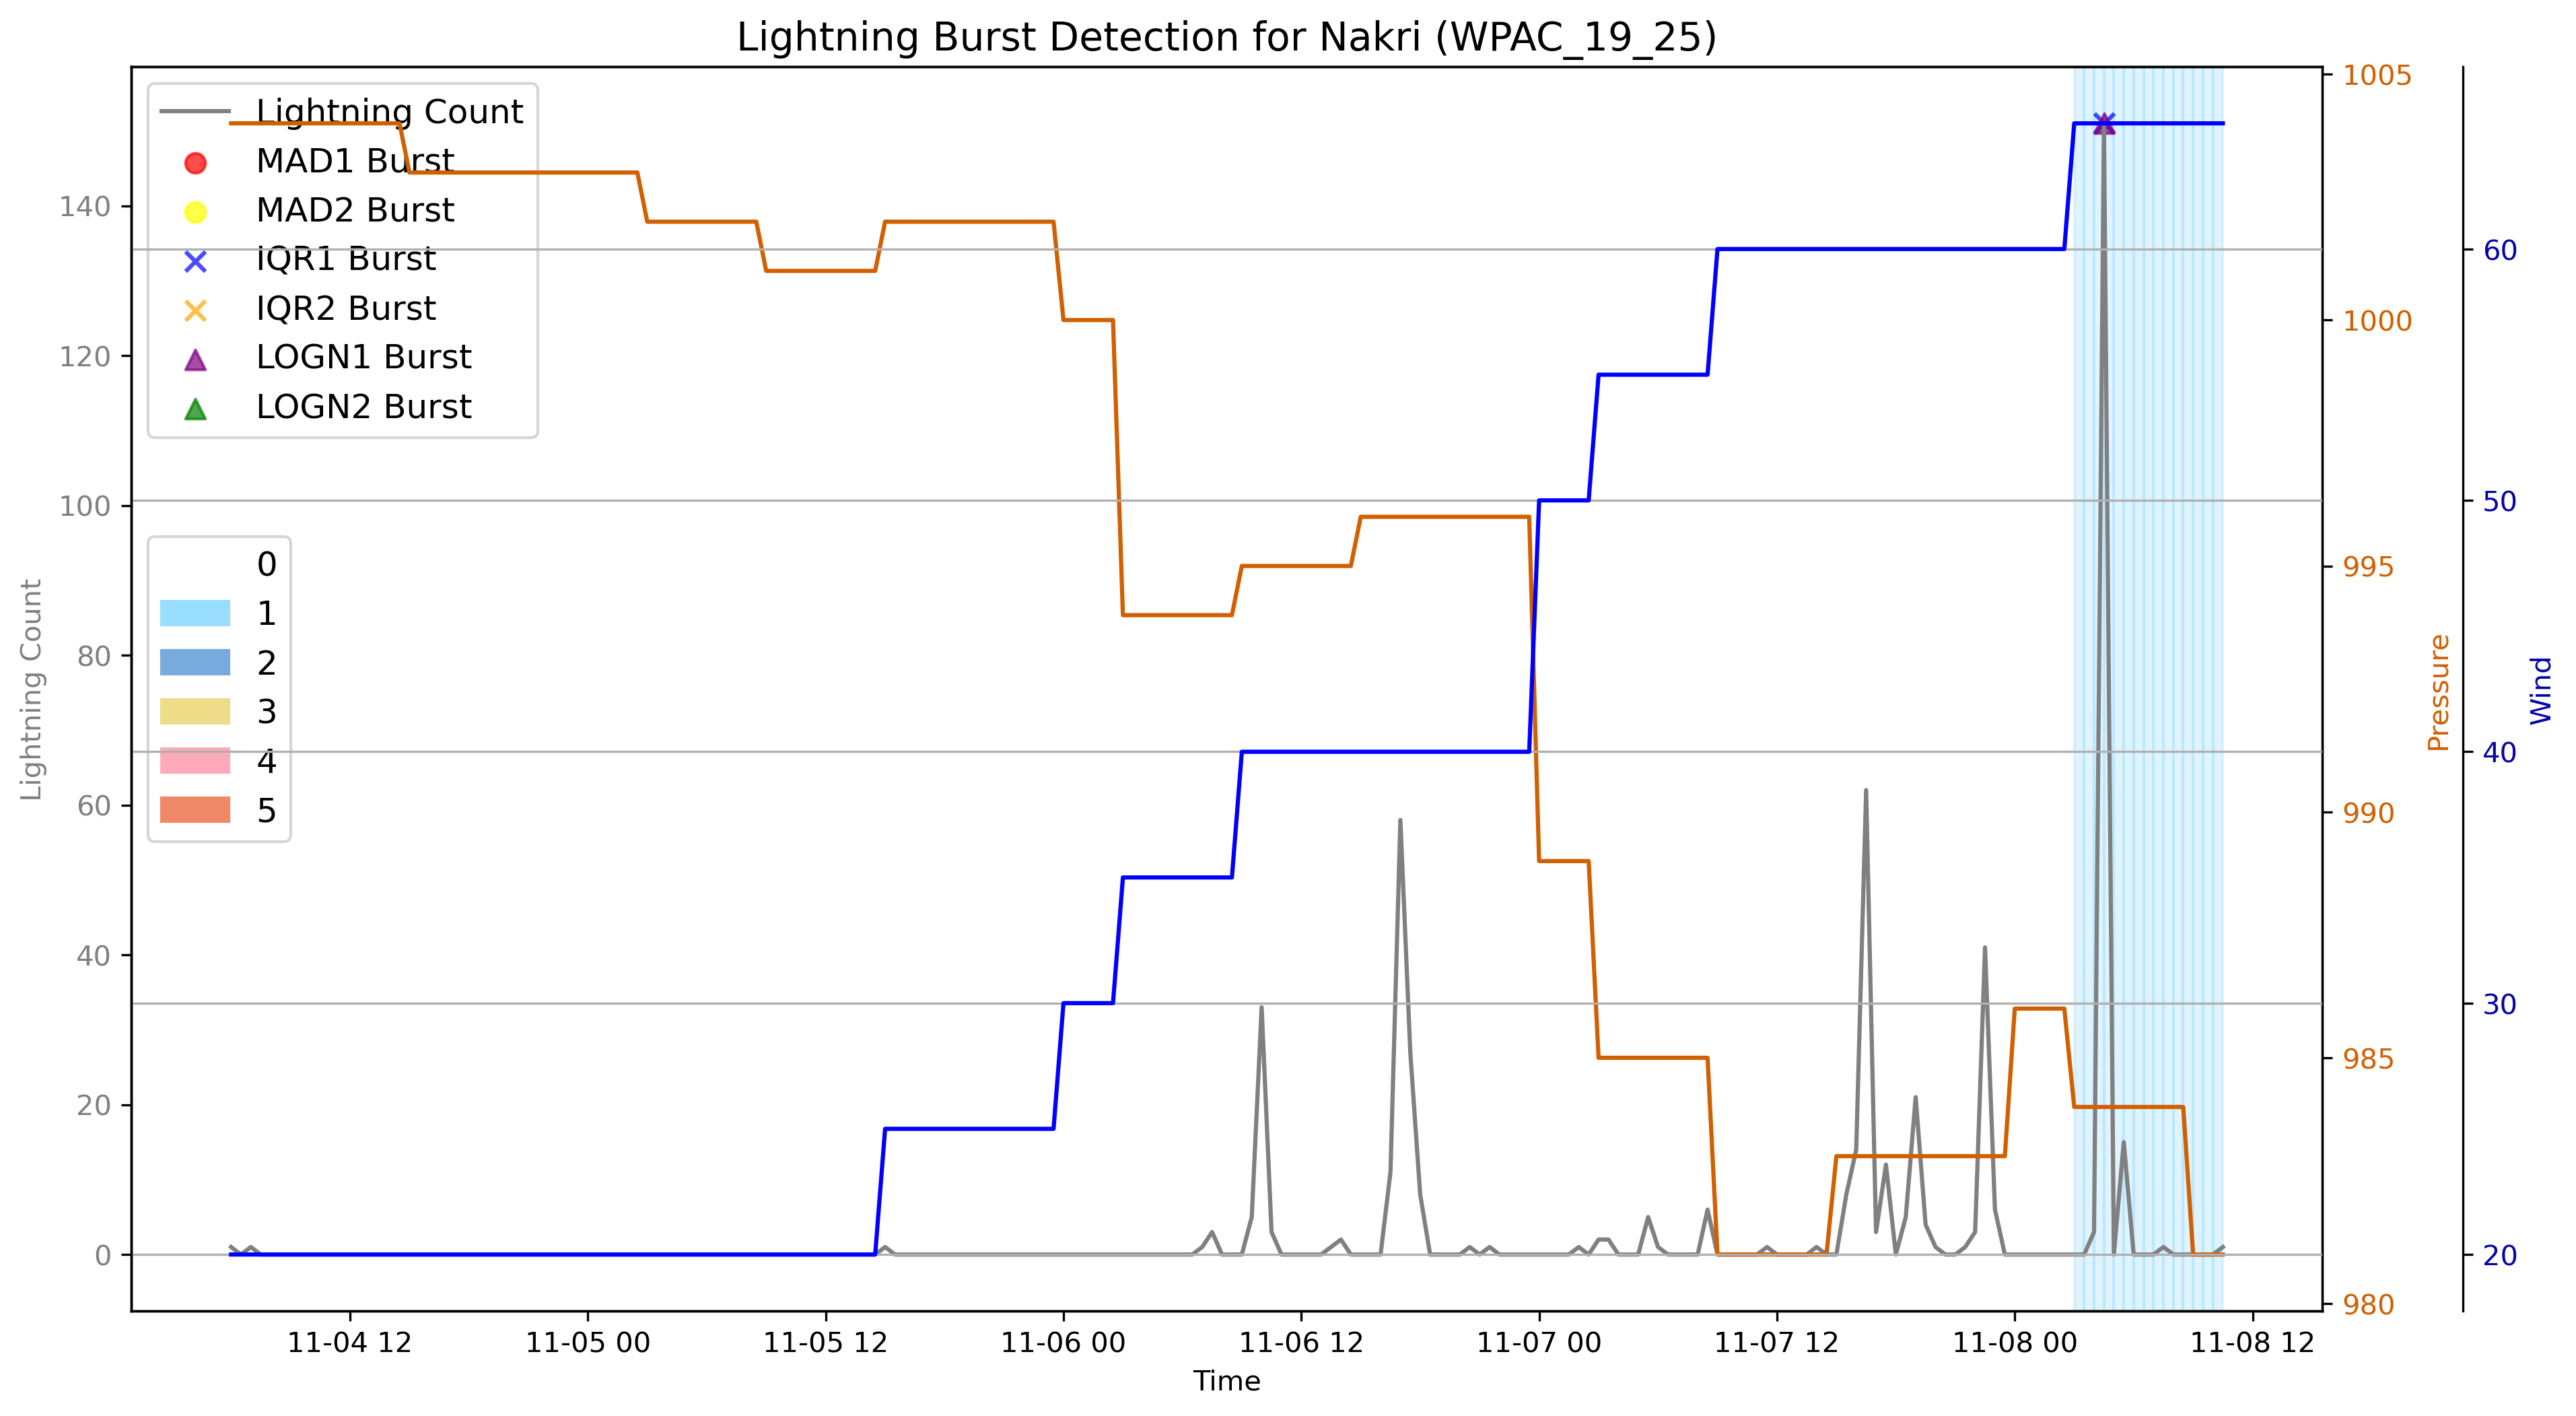 Lightning Burst Detection for Nakri (WPAC_19_25)
Lightning Count
MAD1 Burst
MAD2 Burst
IQR1 Burst
IQR2 Burst
LOGN1 Burst
LOGN2 Burst
0
1
2
3
4
5
Lightning Count
140
120
100
80
60
40
20
0
1005
1000
995
990
985
980
Pressure
60
50
40
30
20
Wind
11-04 12
11-05 00
11-05 12
11-06 00
11-06 12
11-07 00
11-07 12
11-08 00
11-08 12
Time